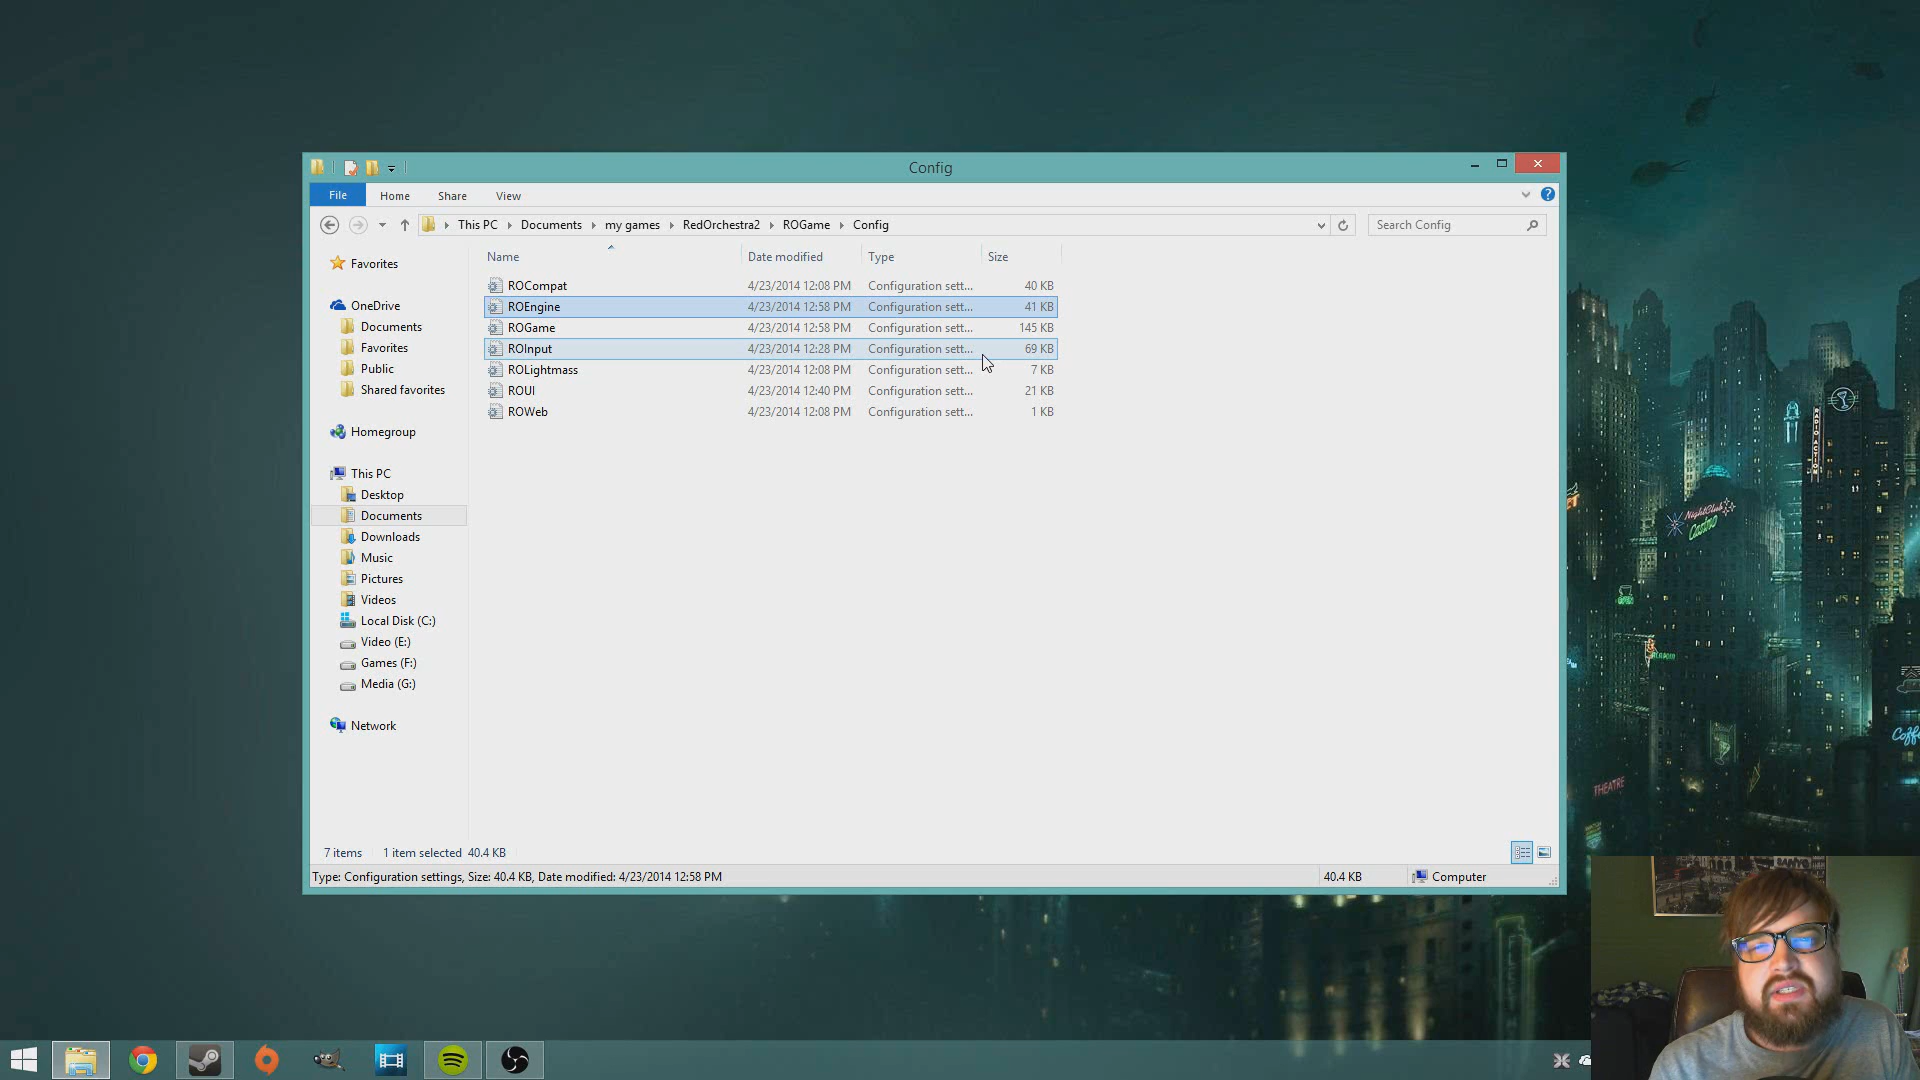 Config
File Home Share View
This PC Documents my games RedOrchestra2 ROGame Config Search Config
Name Date modified Type Size
ROCompat 4/23/2014 12:08 PM Configuration sett... 40 KB
ROEngine 4/23/2014 12:58 PM Configuration sett... 41 KB
ROGame 4/23/2014 12:58 PM Configuration sett... 145 KB
ROInput 4/23/2014 12:28 PM Configuration sett... 69 KB
ROLightmass 4/23/2014 12:08 PM Configuration sett... 7 KB
ROUI 4/23/2014 12:40 PM Configuration sett... 21 KB
ROWeb 4/23/2014 12:08 PM Configuration sett... 1 KB
Favorites
OneDrive
Documents
Favorites
Public
Shared favorites
Homegroup
This PC
Desktop
Documents
Downloads
Music
Pictures
Videos
Local Disk (C:)
Video (E:)
Games (F:)
Media (G:)
Network
7 items 1 item selected 40.4 KB
Type: Configuration settings, Size: 40.4 KB, Date modified: 4/23/2014 12:58 PM 40.4 KB Computer
RADIO ACTION
NightClub
Casino
THEATRE